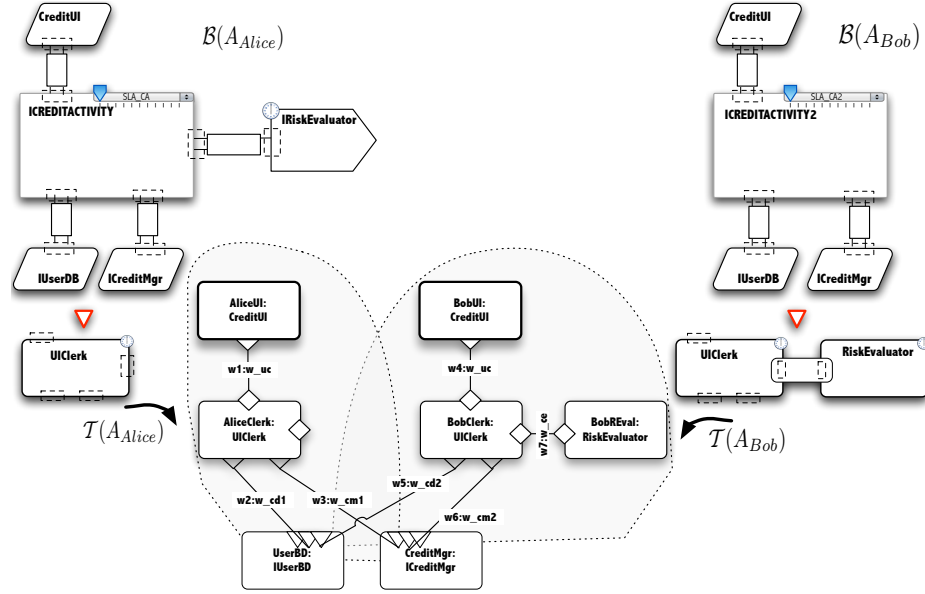 CreditUI
B(A_Alice)
SLA_CA
ICREDITACTIVITY
IRiskEvaluator
IUserDB
ICreditMgr
UIClerk
T(A_Alice)
CreditUI
B(A_Bob)
SLA_CA2
ICREDITACTIVITY2
IUserDB
ICreditMgr
UIClerk
RiskEvaluator
T(A_Bob)
AliceUI:
CreditUI
BobUI:
CreditUI
w1:w_uc
w4:w_uc
AliceClerk:
UIClerk
BobClerk:
UIClerk
w7:w_ce
BobREval:
RiskEvaluator
w5:w_cd2
w2:w_cd1
w3:w_cm1
w6:w_cm2
UserBD:
IUserBD
CreditMgr:
ICreditMgr